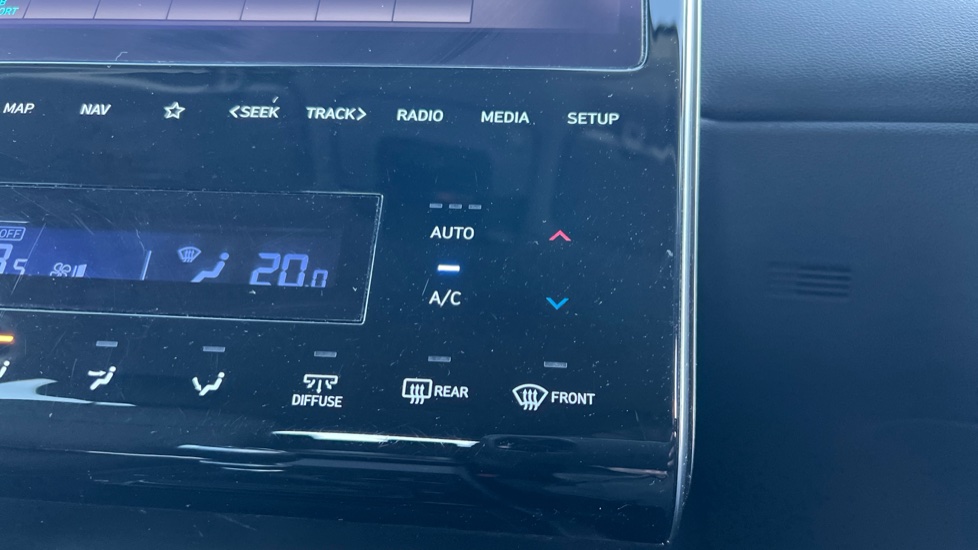 MAP NAV <SEEK TRACK> RADIO MEDIA SETUP
OFF
AUTO
20.0
A/C
DIFFUSE
REAR
FRONT